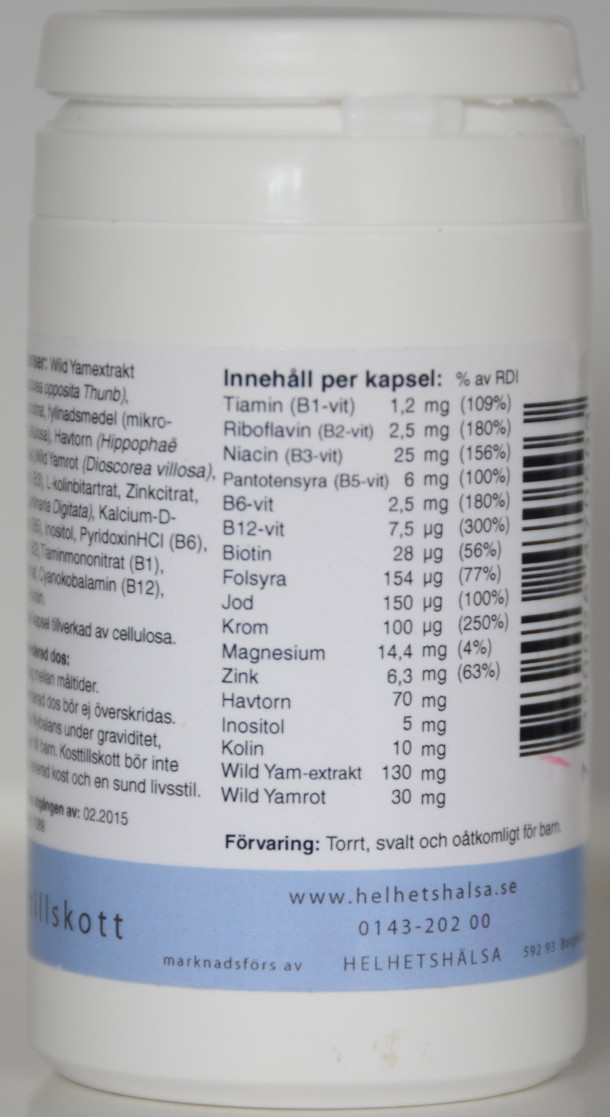 Wild Yamextrakt
opposita Thunb),
fyllnadsmedel (mikro-
Havtorn (Hippophaë
Wild Yamrot (Dioscorea villosa),
L-kolinbitartrat, Zinkcitrat,
Digitata), Kalcium-D-
Inositol, PyridoxinHCl (B6),
Tiaminmononitrat (B1),
Cyanokobalamin (B12),
tillverkad av cellulosa.
dos:
mellan måltider.
dos bör ej överskridas.
under graviditet,
barn. Kosttillskott bör inte
kost och en sund livsstil.
av: 02.2015
Innehåll per kapsel: % av RDI
Tiamin (B1-vit) 1,2 mg (109%)
Riboflavin (B2-vit) 2,5 mg (180%)
Niacin (B3-vit) 25 mg (156%)
Pantotensyra (B5-vit) 6 mg (100%)
B6-vit 2,5 mg (180%)
B12-vit 7,5 µg (300%)
Biotin 28 µg (56%)
Folsyra 154 µg (77%)
Jod 150 µg (100%)
Krom 100 µg (250%)
Magnesium 14,4 mg (4%)
Zink 6,3 mg (63%)
Havtorn 70 mg
Inositol 5 mg
Kolin 10 mg
Wild Yam-extrakt 130 mg
Wild Yamrot 30 mg
Förvaring: Torrt, svalt och oåtkomligt för barn.
illskott
www.helhetshalsa.se
0143-202 00
marknadsförs av HELHETSHÄLSA 592 93